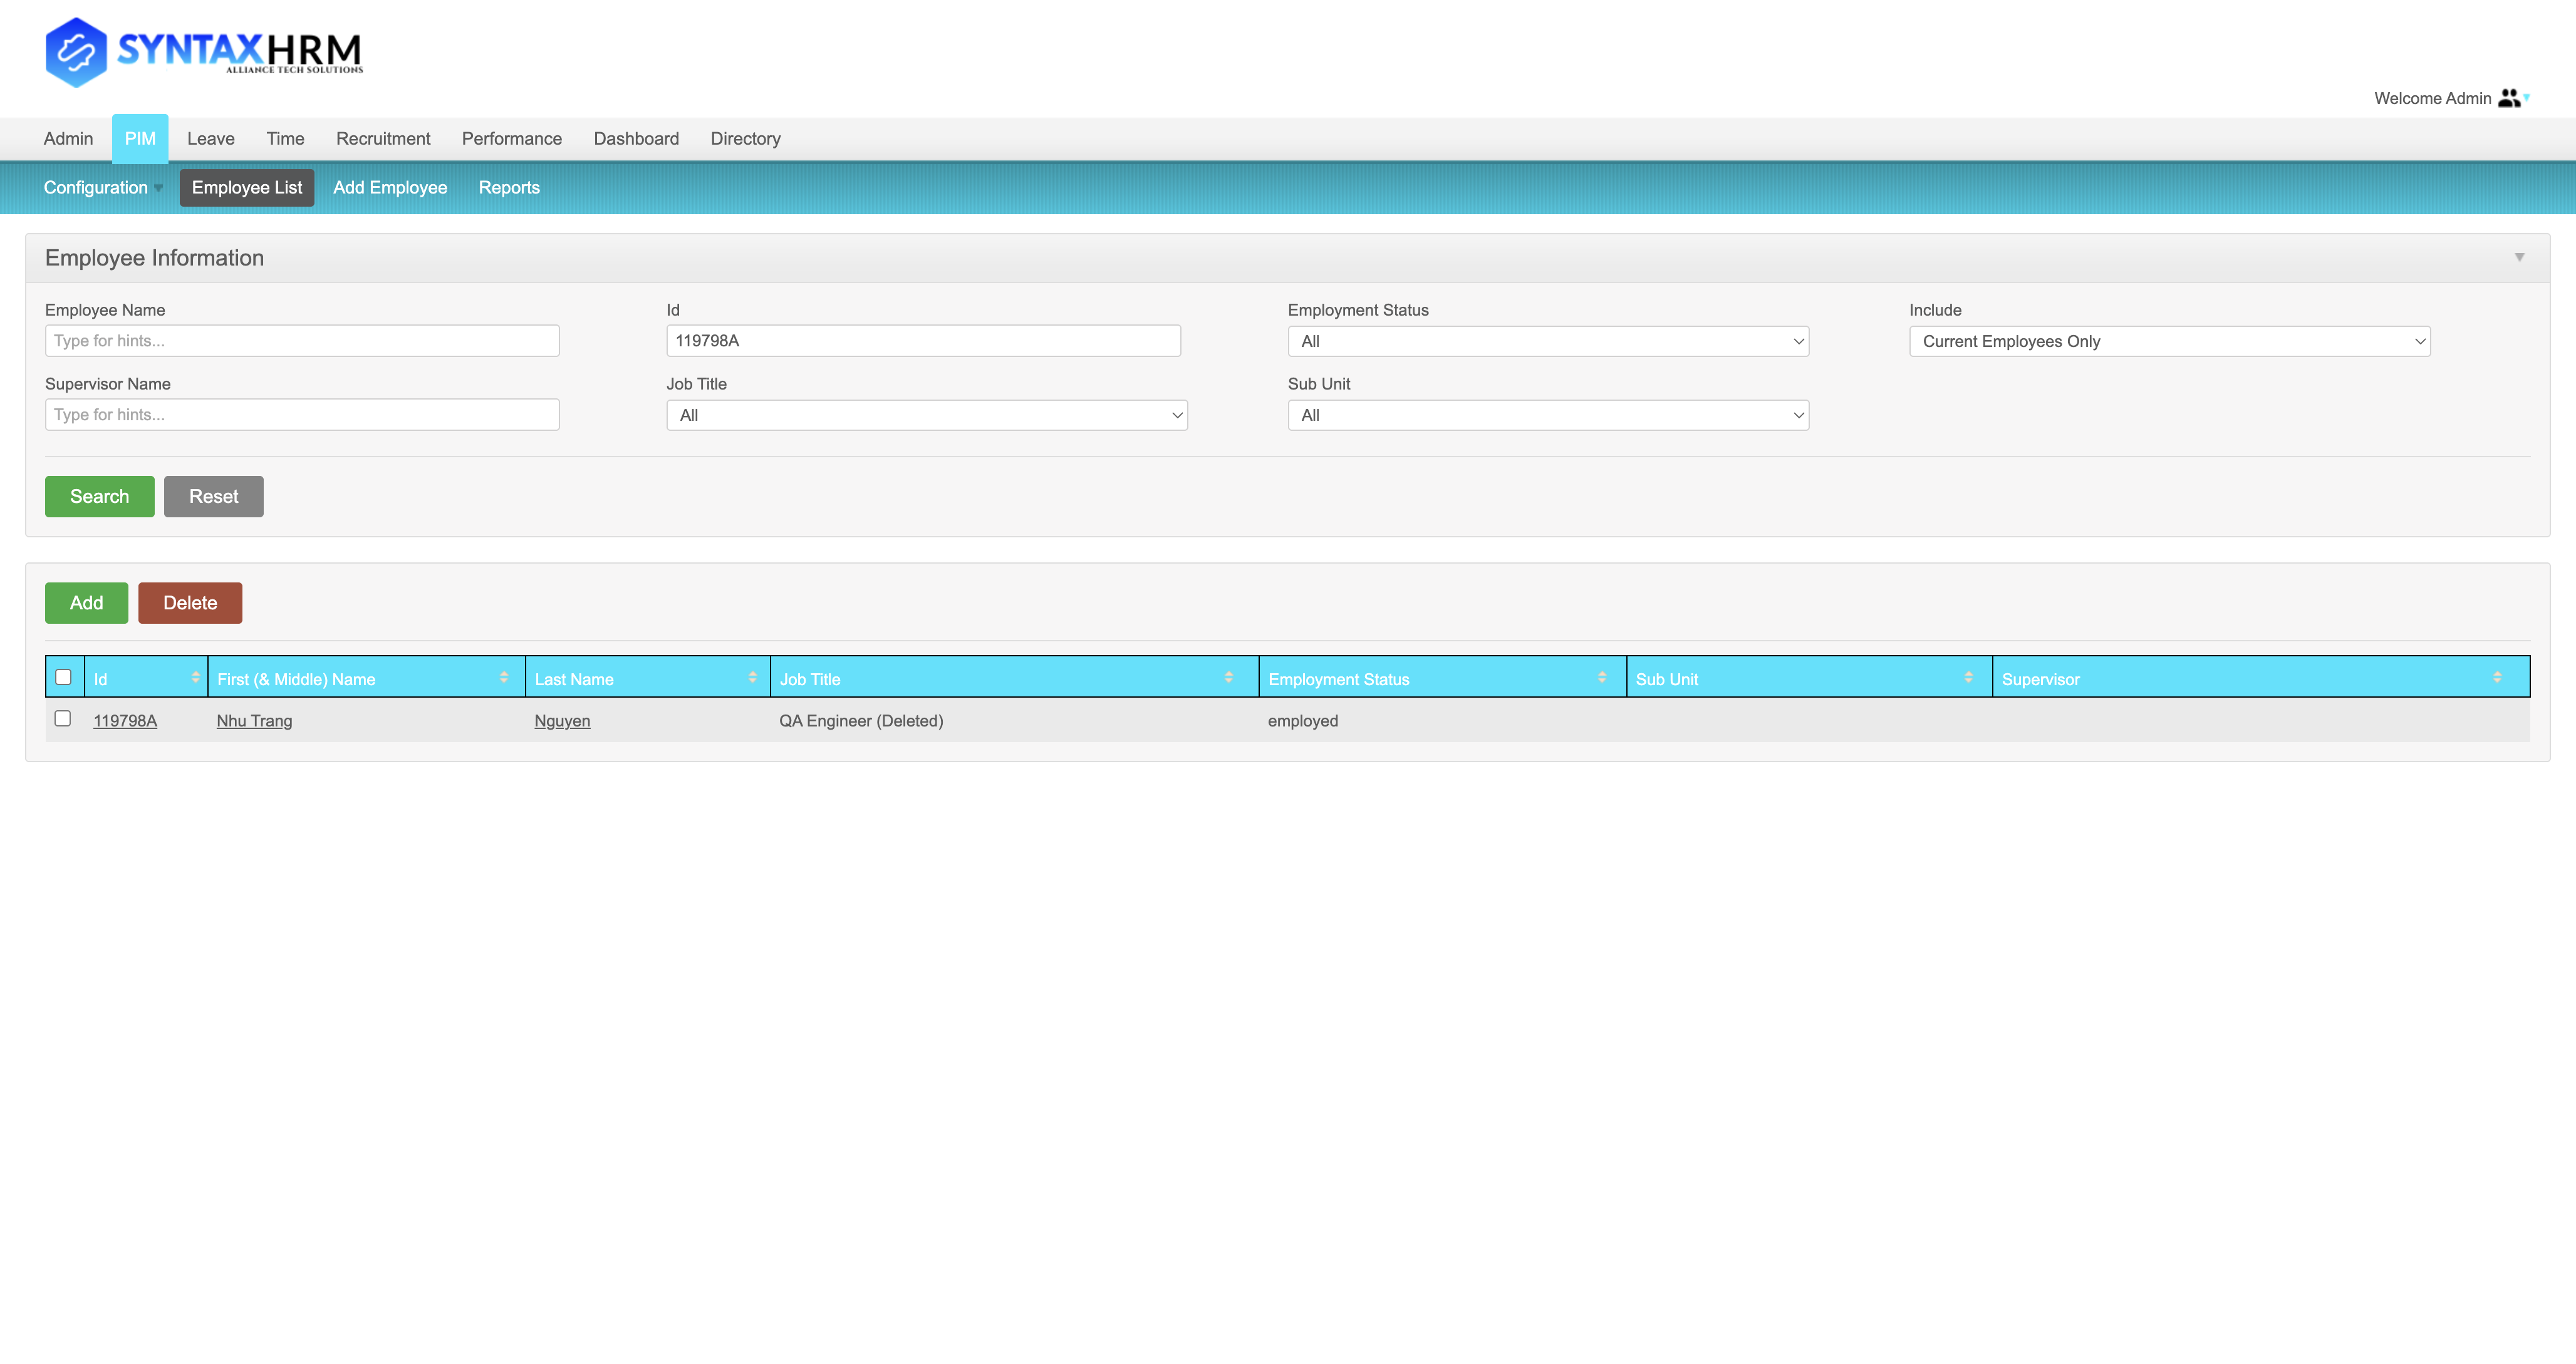 SYNTAXHRM
ALLIANCE TECH SOLUTIONS
Welcome Admin
Admin PIM Leave Time Recruitment Performance Dashboard Directory
Configuration Employee List Add Employee Reports
Employee Information
Employee Name Id Employment Status Include
Type for hints... 119798A All Current Employees Only
Supervisor Name Job Title Sub Unit
Type for hints... All All
Search Reset
Add Delete
Id First (& Middle) Name Last Name Job Title Employment Status Sub Unit Supervisor
119798A Nhu Trang Nguyen QA Engineer (Deleted) employed